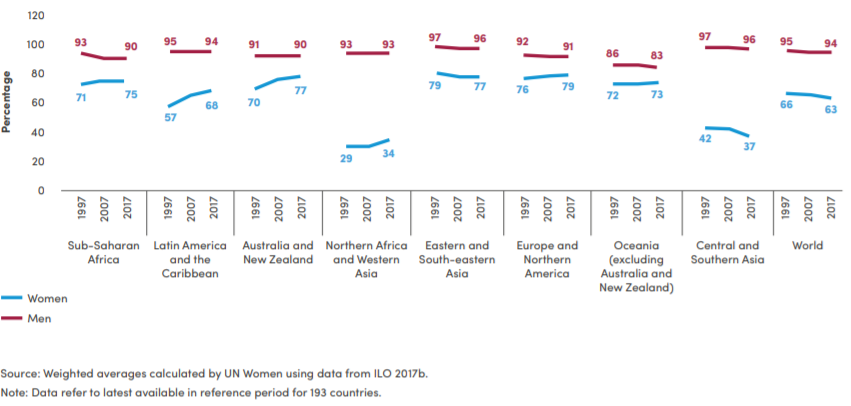 120
100
80
60
40
20
0
Percentage
93 90
71 75
95 94
57 68
91 90
70 77
93 93
29 34
97 96
79 77
92 91
76 79
86 83
72 73
97 96
42 37
95 94
66 63
1997 2007 2017 1997 2007 2017 1997 2007 2017 1997 2007 2017 1997 2007 2017 1997 2007 2017 1997 2007 2017 1997 2007 2017 1997 2007 2017
Sub-Saharan
Africa
Latin America
and the
Caribbean
Australia and
New Zealand
Northern Africa
and Western
Asia
Eastern and
South-eastern
Asia
Europe and
Northern
America
Oceania
(excluding
Australia and
New Zealand)
Central and
Southern Asia
World
Women
Men
Source: Weighted averages calculated by UN Women using data from ILO 2017b.
Note: Data refer to latest available in reference period for 193 countries.